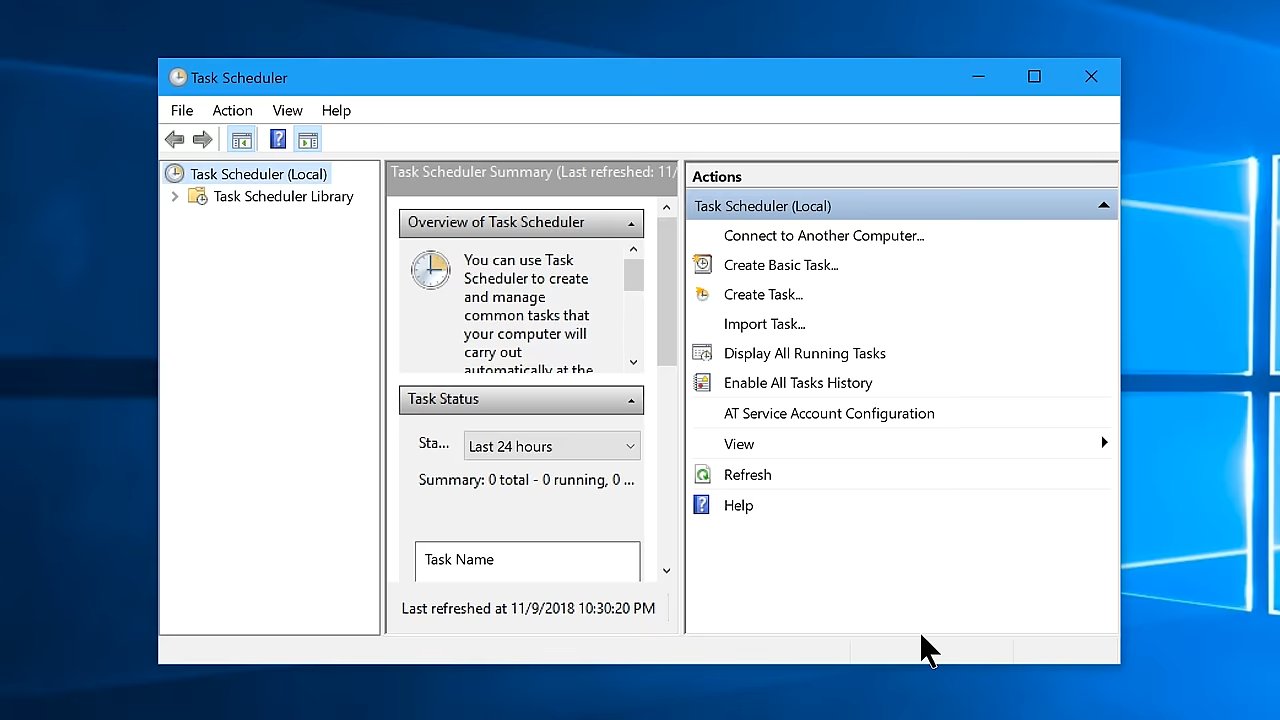 Task Scheduler
File Action View Help
Task Scheduler (Local)
Task Scheduler Library
Task Scheduler Summary (Last refreshed: 11/
Overview of Task Scheduler
You can use Task
Scheduler to create
and manage
common tasks that
your computer will
carry out
automatically at the
Task Status
Sta...
Last 24 hours
Summary: 0 total - 0 running, 0 ...
Task Name
Last refreshed at 11/9/2018 10:30:20 PM
Actions
Task Scheduler (Local)
Connect to Another Computer...
Create Basic Task...
Create Task...
Import Task...
Display All Running Tasks
Enable All Tasks History
AT Service Account Configuration
View
Refresh
Help